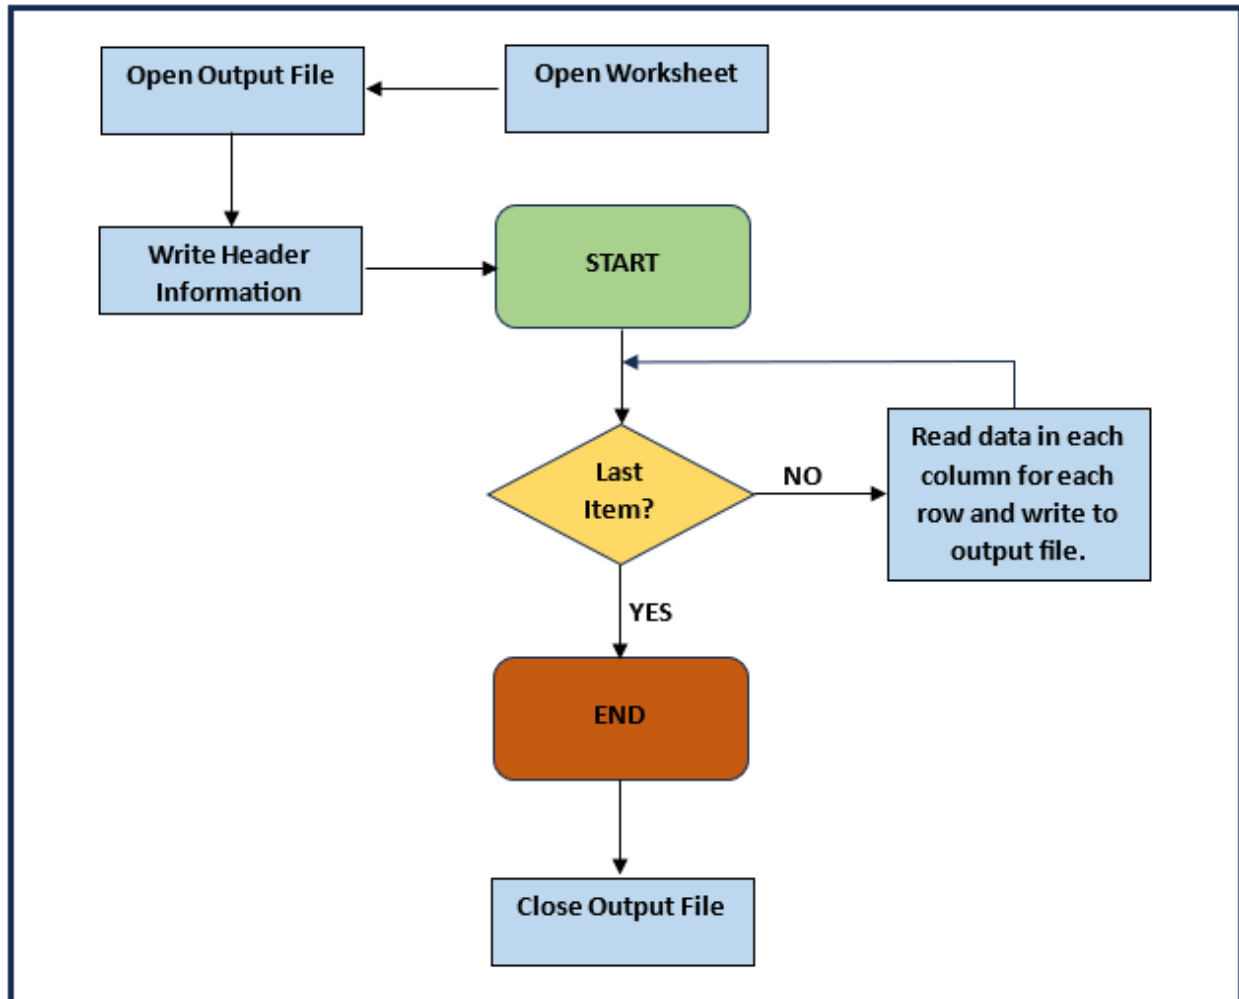 Open Output File
Open Worksheet
Write Header
Information
START
Last
Item?
NO
Read data in each
column for each
row and write to
output file.
YES
END
Close Output File